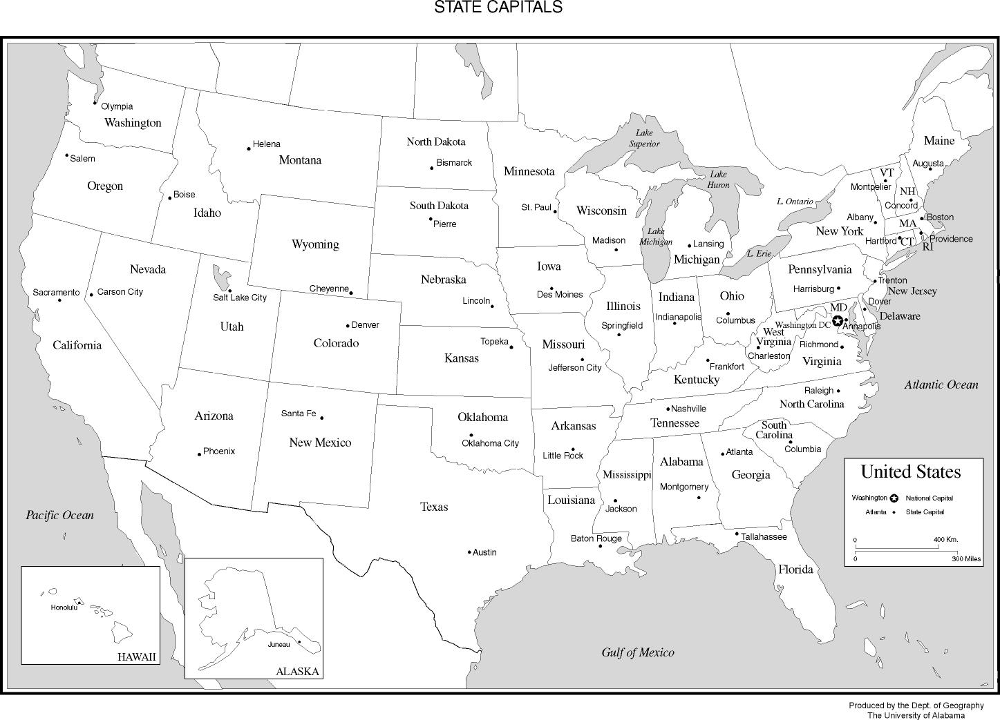 STATE CAPITALS
Olympia
Washington
Helena
Montana
North Dakota
Bismarck
Minnesota
Lake
Superior
Lake
Huron
Maine
Augusta
VT
Montpelier
NH
Concord
Salem
Oregon
Boise
Idaho
South Dakota
Pierre
St. Paul
Wisconsin
Madison
Lake
Michigan
Lansing
Michigan
L. Ontario
L. Erie
Albany
New York
Boston
MA
Hartford
CT
Providence
RI
Wyoming
Cheyenne
Nevada
Sacramento
Carson City
Salt Lake City
Utah
California
Denver
Colorado
Nebraska
Lincoln
Iowa
Des Moines
Illinois
Springfield
Indiana
Indianapolis
Ohio
Columbus
Pennsylvania
Harrisburg
Trenton
New Jersey
Dover
Delaware
MD
Washington DC
Annapolis
West
Virginia
Charleston
Richmond
Virginia
Topeka
Kansas
Missouri
Jefferson City
Frankfort
Kentucky
Atlantic Ocean
Arizona
Phoenix
Santa Fe
New Mexico
Oklahoma
Oklahoma City
Arkansas
Little Rock
Nashville
Tennessee
Raleigh
North Carolina
South
Carolina
Columbia
Atlanta
Georgia
Alabama
Montgomery
Mississippi
Jackson
Louisiana
Baton Rouge
Texas
Austin
Tallahassee
Florida
Pacific Ocean
Gulf of Mexico
Honolulu
HAWAII
Juneau
ALASKA
United States
Washington National Capital
Atlanta State Capital
0 400 Km.
0 300 Miles
Produced by the Dept. of Geography
The University of Alabama